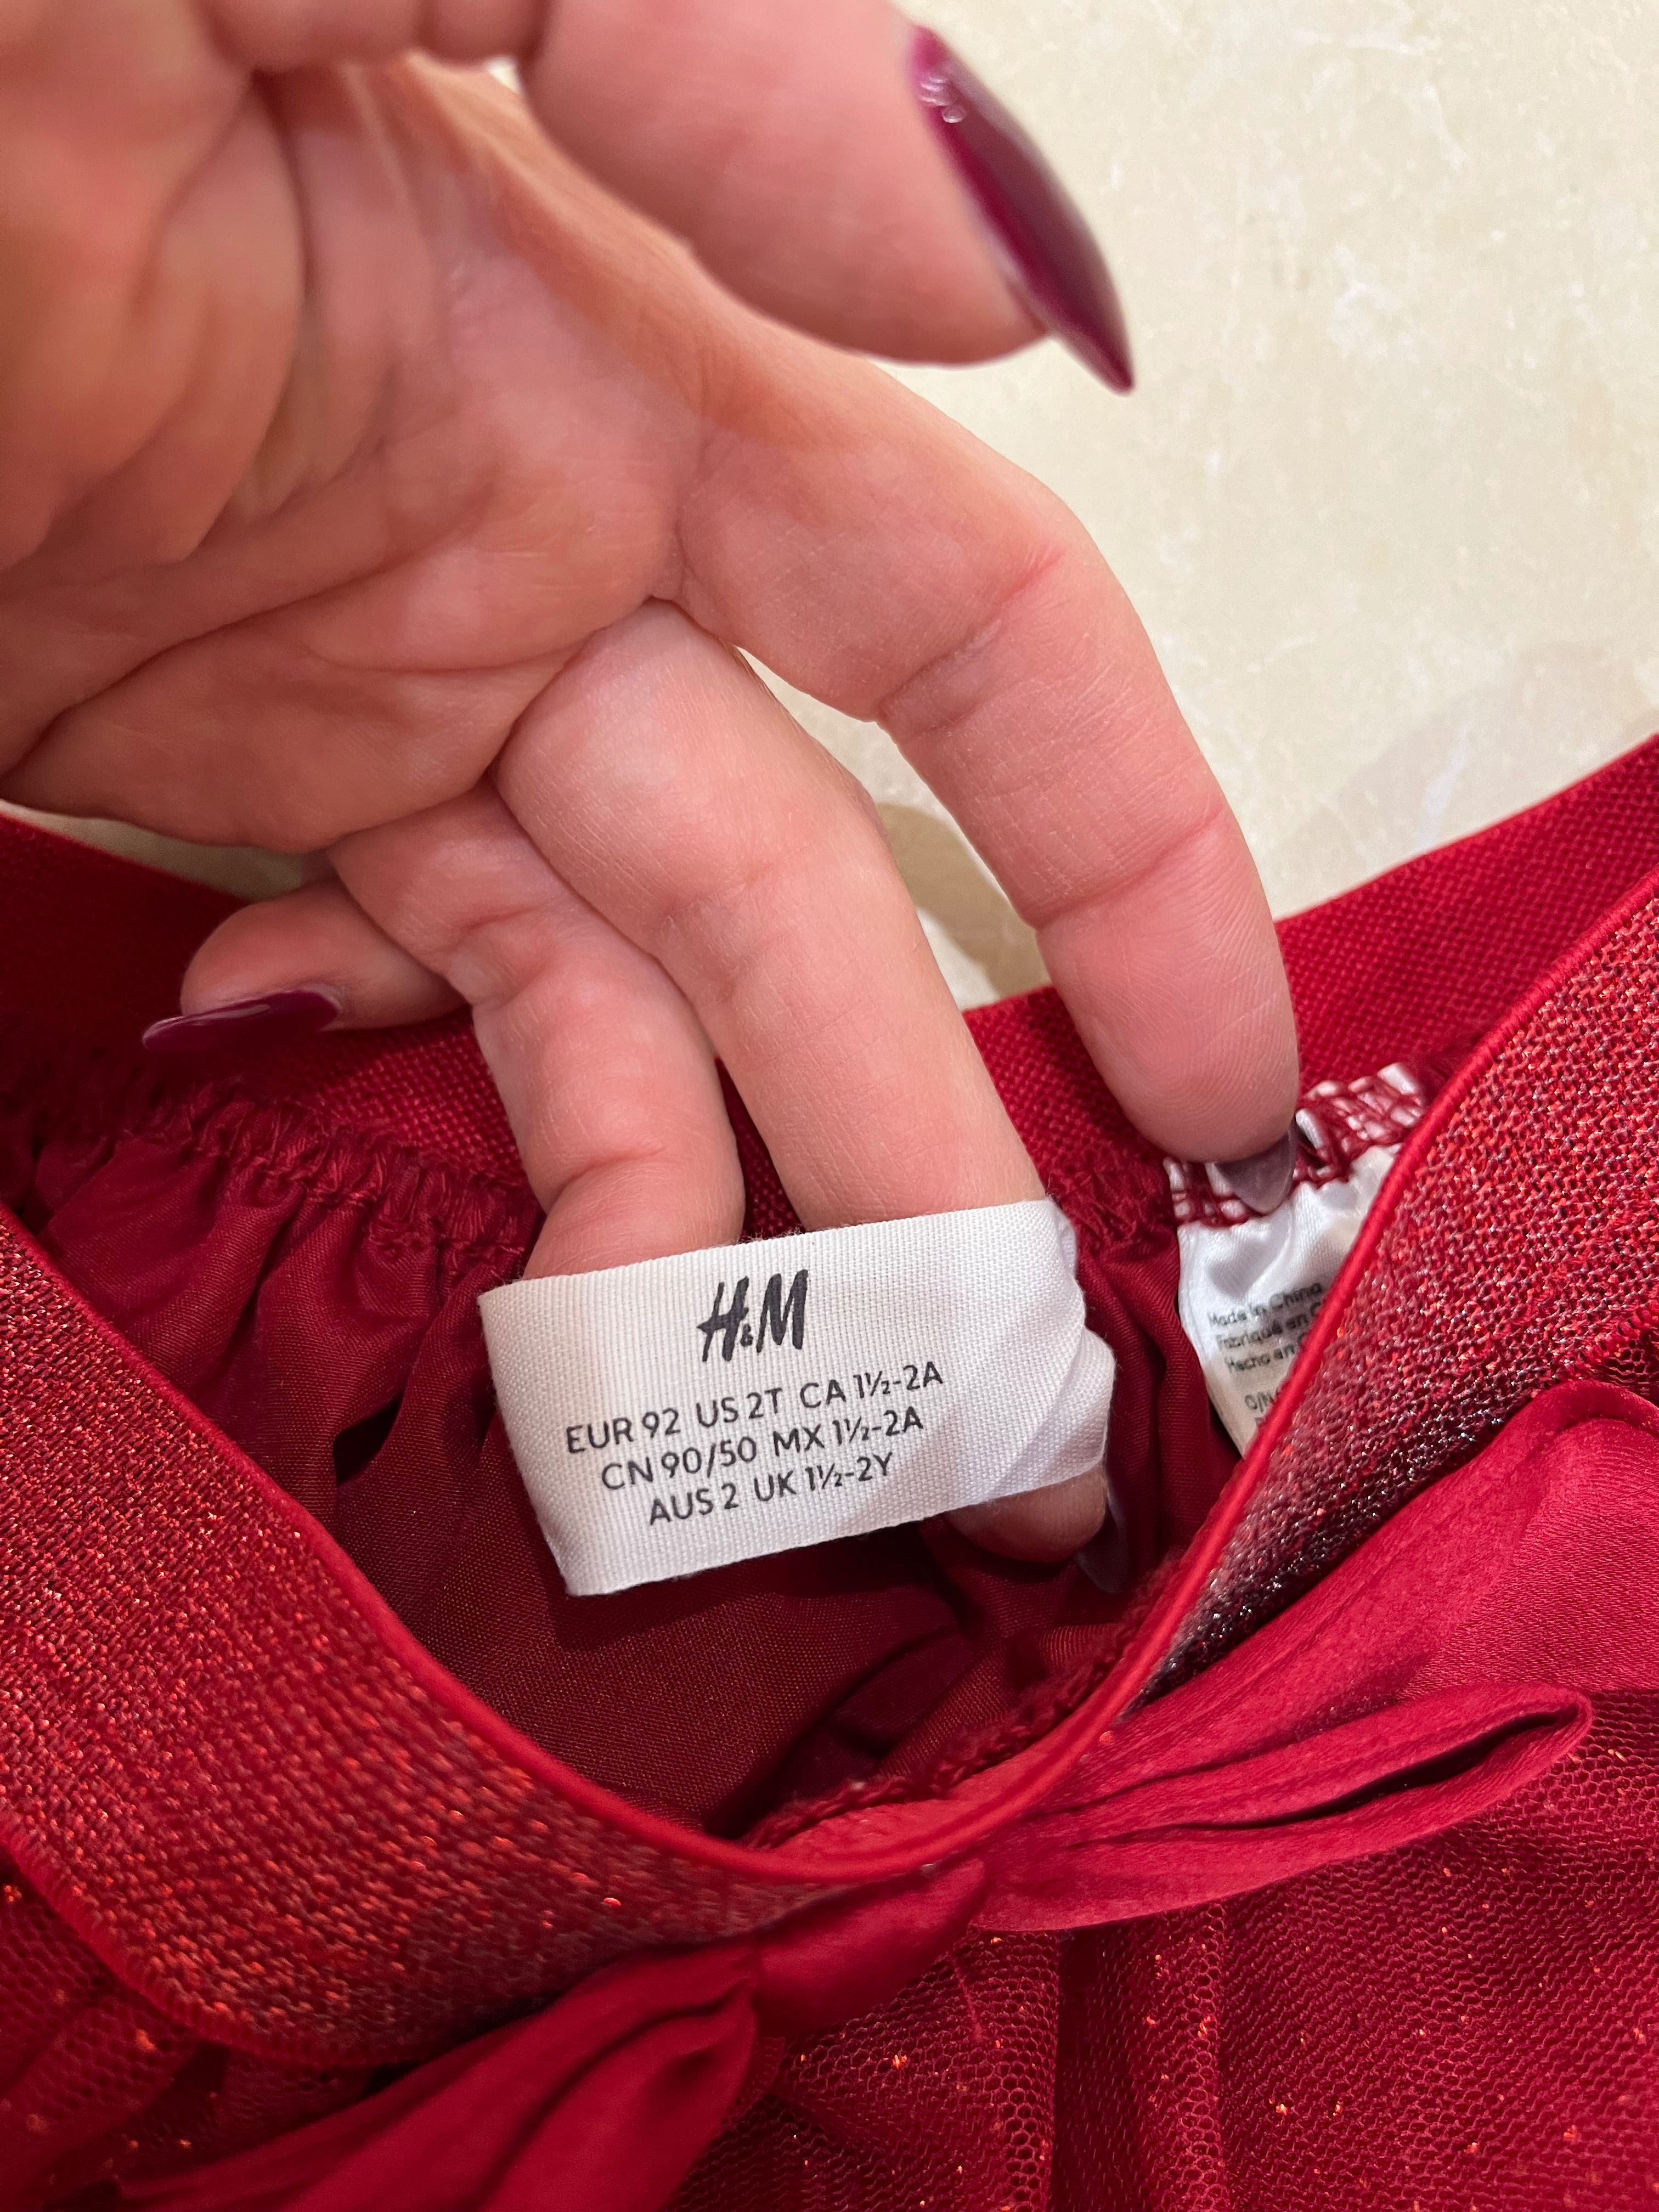 H&M
EUR 92 US 2T CA 1½-2A
CN 90/50 MX 1½-2A
AUS 2 UK 1½-2Y
Made in China
Fabriqué en
Hecho en